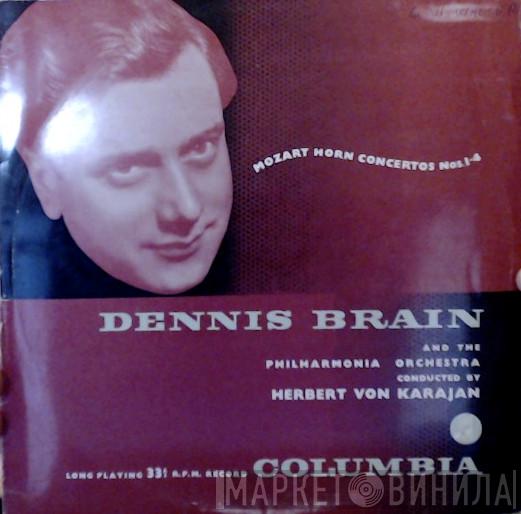 MOZART HORN CONCERTOS Nos. 1-4
DENNIS BRAIN
AND THE
PHILHARMONIA ORCHESTRA
CONDUCTED BY
HERBERT VON KARAJAN
LONG PLAYING 33⅓ R.P.M. RECORD COLUMBIA
МАРКЕТ ВИНИЛА